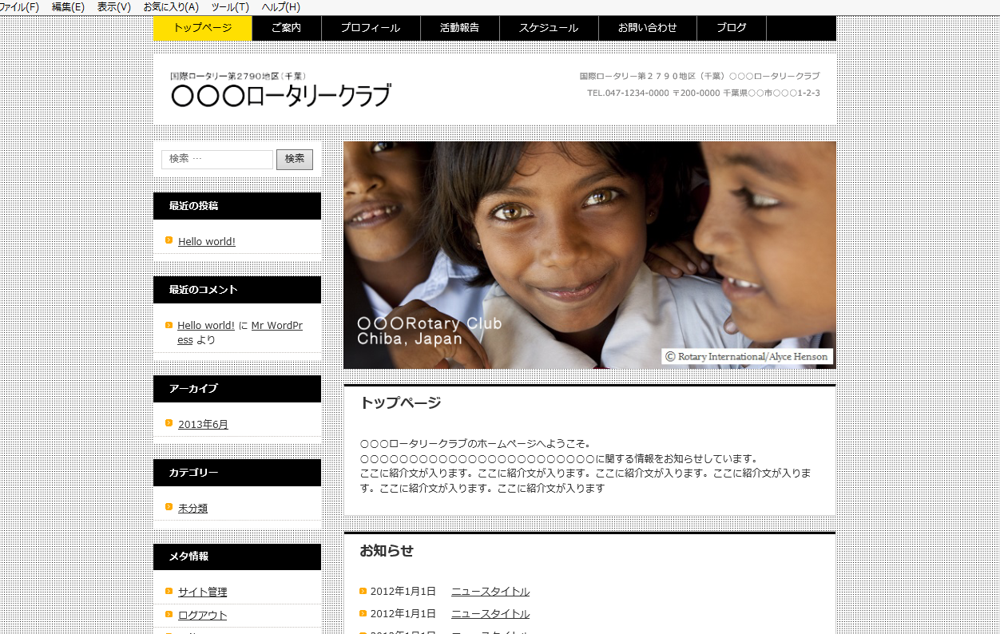 ファイル(F) 編集(E) 表示(V) お気に入り(A) ツール(T) ヘルプ(H)
トップページ ご案内 プロフィール 活動報告 スケジュール お問い合わせ ブログ
国際ロータリー第2790地区(千葉)
〇〇〇ロータリークラブ
国際ロータリー第２７９０地区（千葉）○○○ロータリークラブ
TEL.047-1234-0000 〒200-0000 千葉県○○市○○○1-2-3
検索 … 検索
最近の投稿
Hello world!
最近のコメント
Hello world! に Mr WordPr
ess より
アーカイブ
2013年6月
カテゴリー
未分類
メタ情報
サイト管理
ログアウト
〇〇〇Rotary Club
Chiba, Japan
© Rotary International/Alyce Henson
トップページ
○○○ロータリークラブのホームページへようこそ。
○○○○○○○○○○○○○○○○○○○○○○○○に関する情報をお知らせしています。
ここに紹介文が入ります。ここに紹介文が入ります。ここに紹介文が入ります。ここに紹介文が入りま
す。ここに紹介文が入ります。ここに紹介文が入ります
お知らせ
2012年1月1日 ニュースタイトル
2012年1月1日 ニュースタイトル